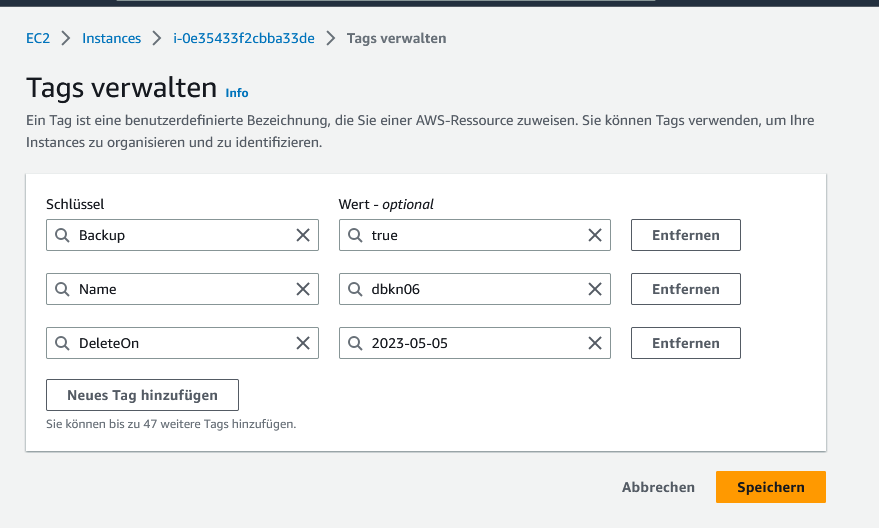 EC2 > Instances > i-0e35433f2cbba33de > Tags verwalten
Tags verwalten Info
Ein Tag ist eine benutzerdefinierte Bezeichnung, die Sie einer AWS-Ressource zuweisen. Sie können Tags verwenden, um Ihre
Instances zu organisieren und zu identifizieren.
Schlüssel Wert - optional
Backup true Entfernen
Name dbkn06 Entfernen
DeleteOn 2023-05-05 Entfernen
Neues Tag hinzufügen
Sie können bis zu 47 weitere Tags hinzufügen.
Abbrechen Speichern